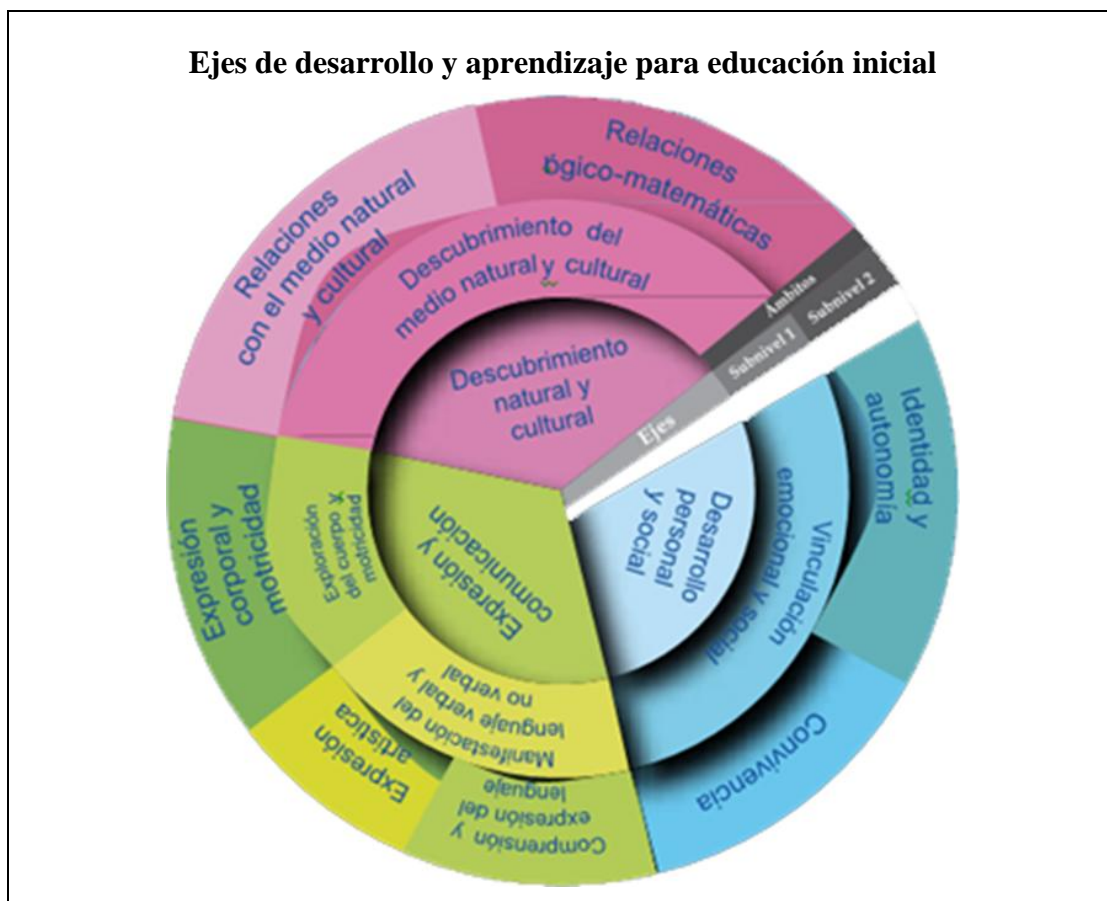 Ejes de desarrollo y aprendizaje para educación inicial
Relaciones
ógico-matemáticas
Relaciones
con el medio natural
y cultural
Descubrimiento del
medio natural y cultural
Descubrimiento
natural y
cultural
Ámbitos
Subnivel 2
Subnivel 1
Ejes
Identidad y
autonomía
Vinculación
emocional y social
Desarrollo
personal
y social
Convivencia
Expresión y
comunicación
Exploración
del cuerpo y
motricidad
Expresión
corporal y
motricidad
Manifestación del
lenguaje verbal y
no verbal
Expresión
artística
Comprensión y
expresión del
lenguaje